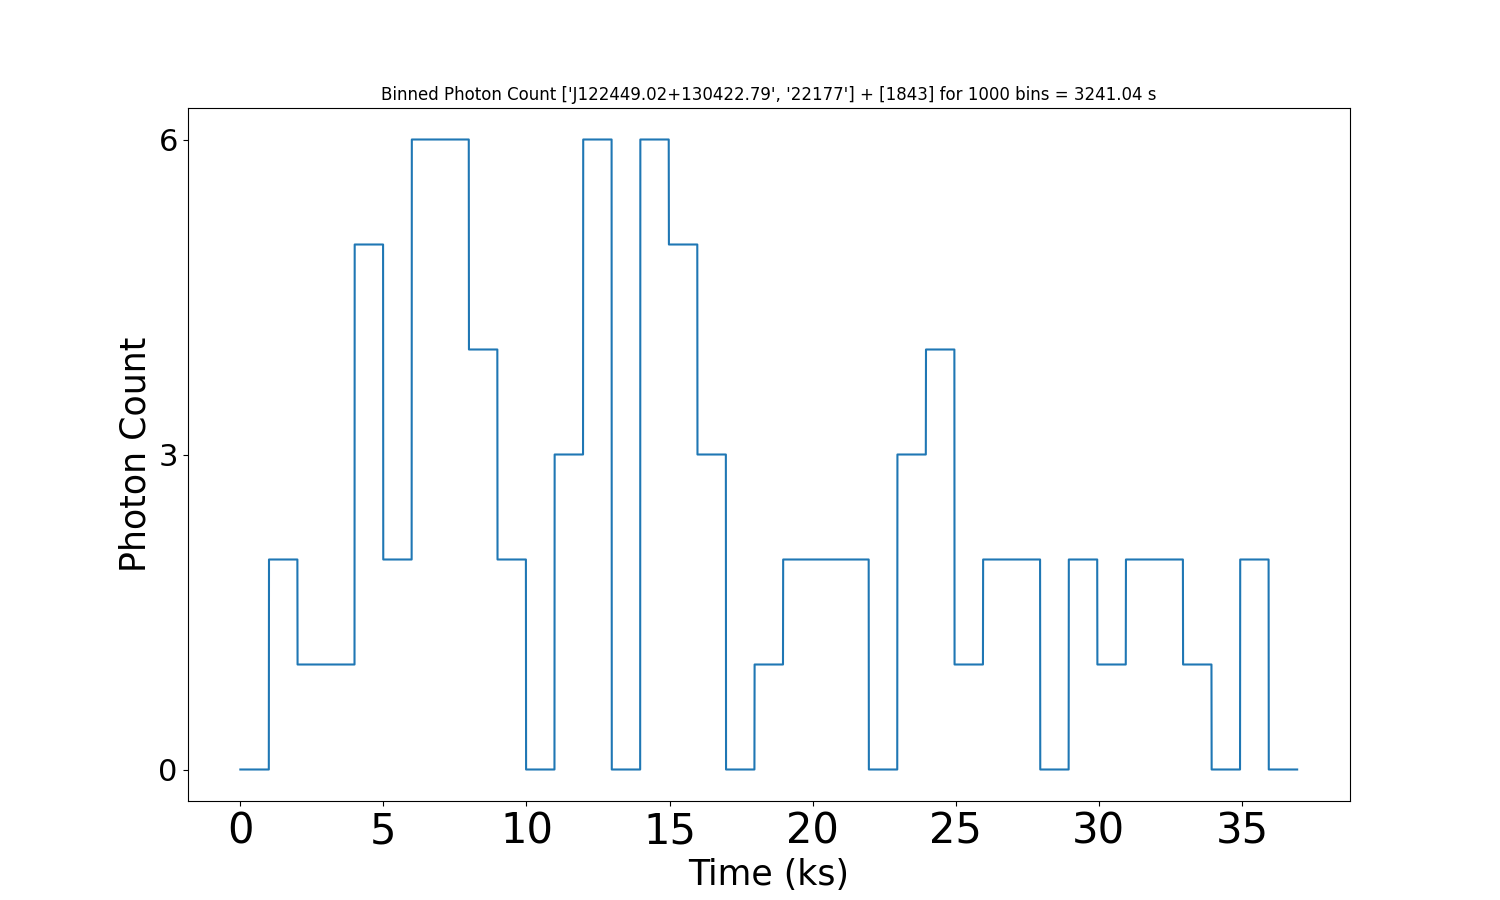 Binned Photon Count ['J122449.02+130422.79', '22177'] + [1843] for 1000 bins = 3241.04 s
6
3
0
Photon Count
0 5 10 15 20 25 30 35
Time (ks)